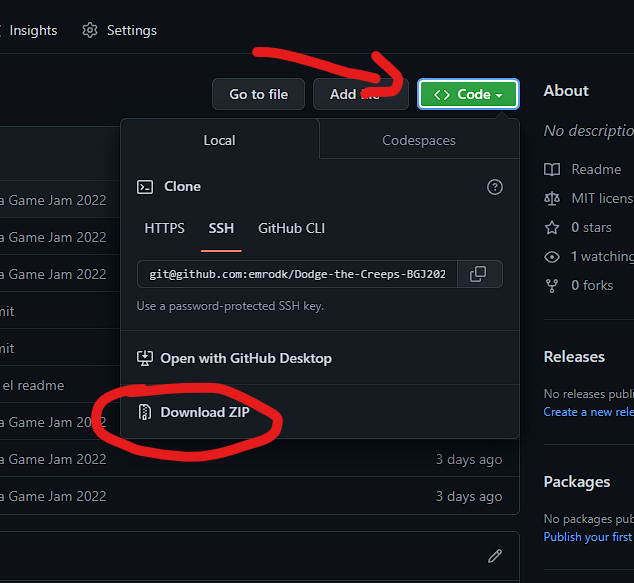 Insights
Settings
Go to file
Add file
Code
Local
Codespaces
Clone
HTTPS
SSH
GitHub CLI
git@github.com:emrodk/Dodge-the-Creeps-BGJ202
Use a password-protected SSH key.
Open with GitHub Desktop
Download ZIP
a Game Jam 2022
a Game Jam 2022
a Game Jam 2022
mit
mit
el readme
a Game Jam 2022
a Game Jam 2022
3 days ago
a Game Jam 2022
3 days ago
About
No descriptio
Readme
MIT licens
0 stars
1 watching
0 forks
Releases
No releases publi
Create a new rele
Packages
No packages pub
Publish your first